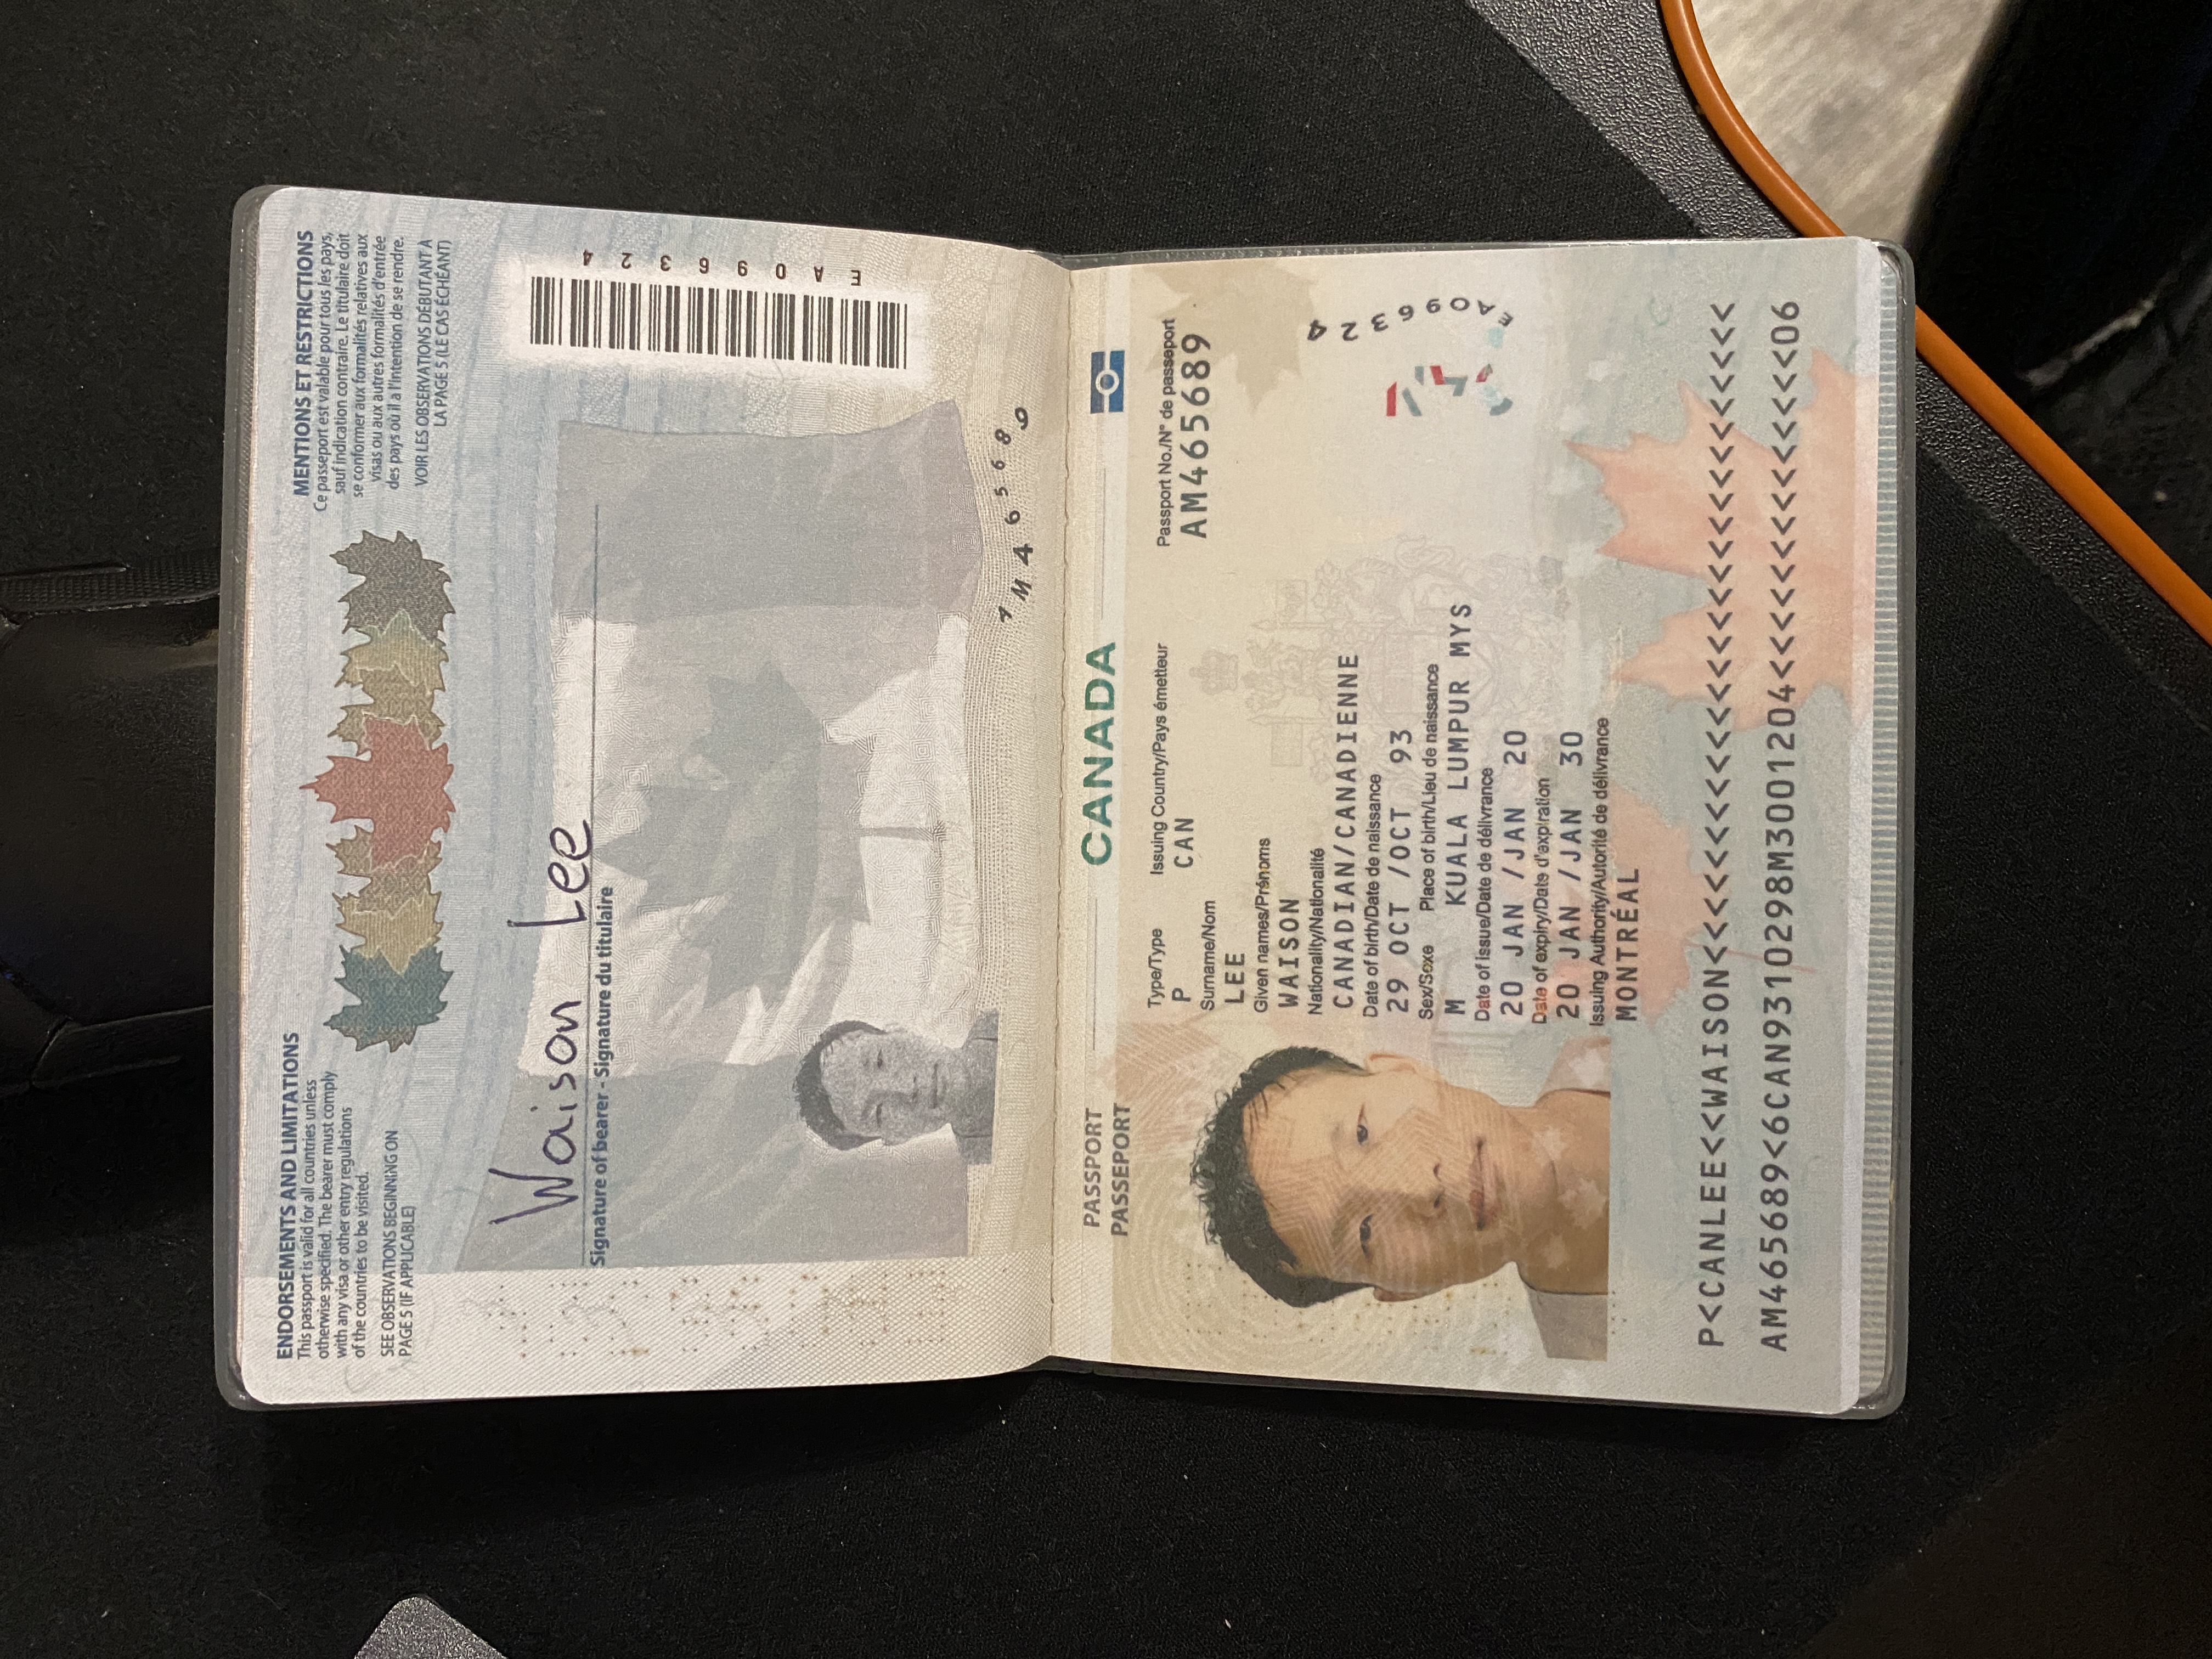 ENDORSEMENTS AND LIMITATIONS
This passport is valid for all countries unless
otherwise specified. The bearer must comply
with any visa or other entry regulations
of the countries to be visited.
SEE OBSERVATIONS BEGINNING ON
PAGE 5 (IF APPLICABLE)
MENTIONS ET RESTRICTIONS
Ce passeport est valable pour tous les pays,
sauf indication contraire. Le titulaire doit
se conformer aux formalités relatives aux
visas ou aux autres formalités d'entrée
des pays où il a l'intention de se rendre.
VOIR LES OBSERVATIONS DÉBUTANT À
LA PAGE 5 (LE CAS ÉCHÉANT)
Waison Lee
Signature of bearer - Signature du titulaire
EA096324
AM465689
PASSPORT
PASSEPORT
CANADA
Type/Type Issuing Country/Pays émetteur Passport No./N° de passeport
P CAN AM465689
Surname/Nom
LEE
Given names/Prénoms
WAISON
Nationality/Nationalité
CANADIAN/CANADIENNE
Date of birth/Date de naissance
29 OCT /OCT 93
Sex/Sexe Place of birth/Lieu de naissance
M KUALA LUMPUR MYS
Date of issue/Date de délivrance
20 JAN /JAN 20
Date of expiry/Date d'expiration
20 JAN /JAN 30
Issuing Authority/Autorité de délivrance
MONTRÉAL
EA096324
P<CANLEE<<WAISON<<<<<<<<<<<<<<<<<<<<<<<<<<<<
AM465689<6CAN9310298M3001204<<<<<<<<<<<<<<06